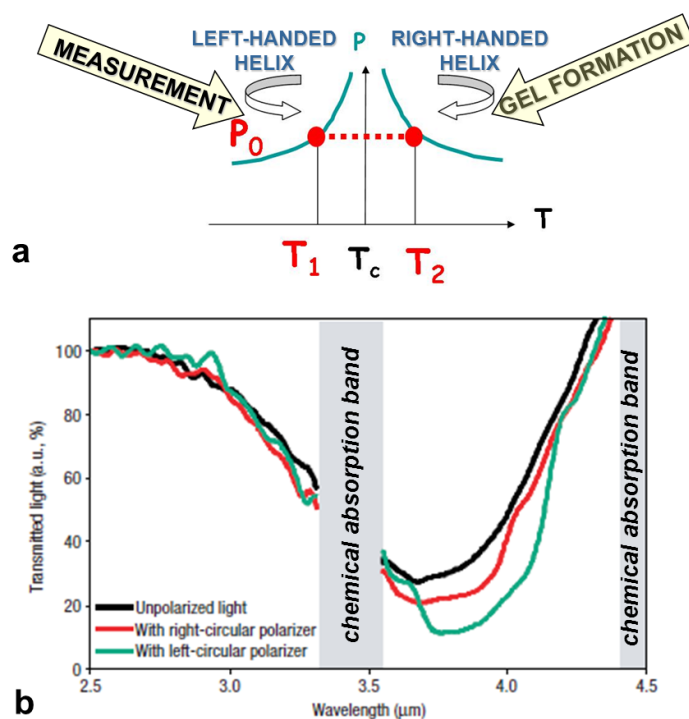 LEFT-HANDED
HELIX
P
RIGHT-HANDED
HELIX
MEASUREMENT
GEL FORMATION
P0
T
T1
Tc
T2
a
chemical absorption band
chemical absorption band
Transmitted light (a.u., %)
100
80
60
40
20
0
Unpolarized light
With right-circular polarizer
With left-circular polarizer
2.5 3.0 3.5 4.0 4.5
Wavelength (μm)
b